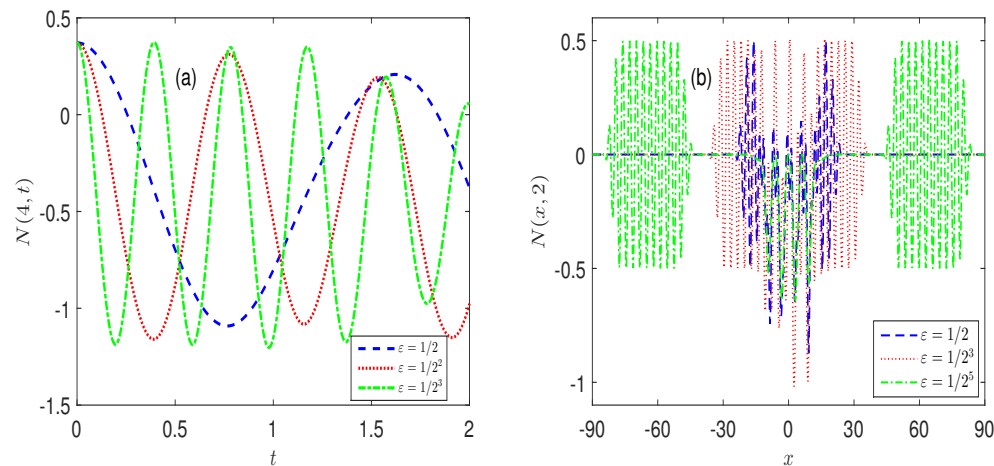 0.5
0
-0.5
-1
-1.5
0
0.5
1
1.5
2
N(4, t)
t
(a)
ε = 1/2
ε = 1/2²
ε = 1/2³
0.5
0
-0.5
-1
-90
-60
-30
0
30
60
90
N(x, 2)
x
(b)
ε = 1/2
ε = 1/2³
ε = 1/2⁵